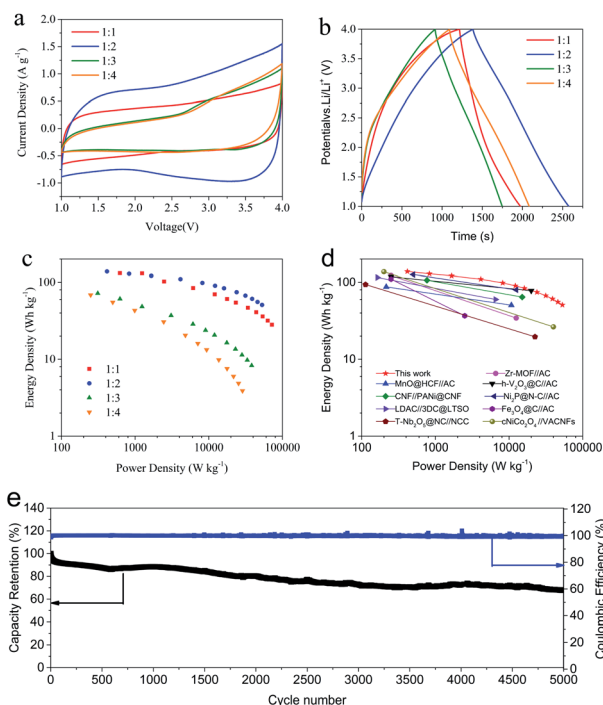 a
1:1
1:2
1:3
1:4
Current Density (A g⁻¹)
2.0
1.5
1.0
0.5
0.0
-0.5
-1.0
1.0 1.5 2.0 2.5 3.0 3.5 4.0
Voltage(V)
b
1:1
1:2
1:3
1:4
Potentialvs.Li/Li⁺ (V)
4.0
3.5
3.0
2.5
2.0
1.5
1.0
0 500 1000 1500 2000 2500
Time (s)
c
Energy Density (Wh kg⁻¹)
100
10
1
1:1
1:2
1:3
1:4
100 1000 10000 100000
Power Density (W kg⁻¹)
d
Energy Density (Wh kg⁻¹)
100
10
1
This work
MnO@HCF//AC
CNF//PANi@CNF
LDAC//3DC@LTSO
T-Nb₂O₅@NC//NCC
Zr-MOF//AC
h-V₂O₃@C//AC
Ni₂P@N-C//AC
Fe₃O₄@C//AC
cNiCo₂O₄//VACNFs
100 1000 10000 100000
Power Density (W kg⁻¹)
e
Capacity Retention (%)
140
120
100
80
60
40
20
0
Coulombic Efficiency (%)
120
100
80
60
40
20
0
0 500 1000 1500 2000 2500 3000 3500 4000 4500 5000
Cycle number